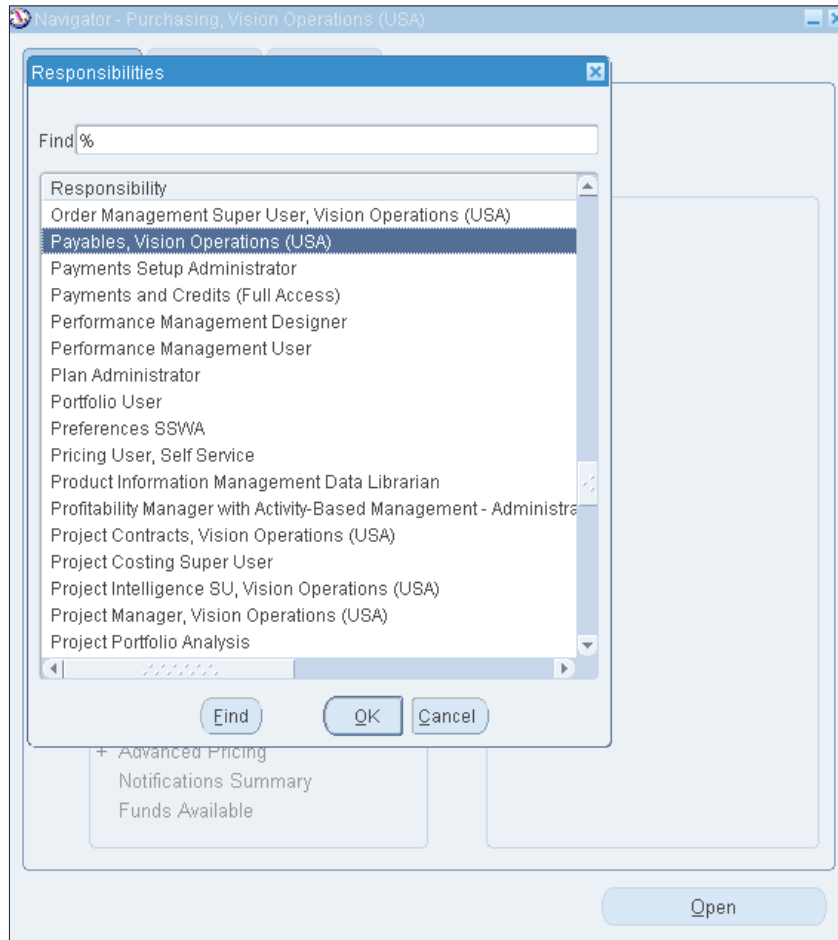 Navigator - Purchasing, Vision Operations (USA)
Responsibilities
Find %
Responsibility
Order Management Super User, Vision Operations (USA)
Payables, Vision Operations (USA)
Payments Setup Administrator
Payments and Credits (Full Access)
Performance Management Designer
Performance Management User
Plan Administrator
Portfolio User
Preferences SSWA
Pricing User, Self Service
Product Information Management Data Librarian
Profitability Manager with Activity-Based Management - Administra
Project Contracts, Vision Operations (USA)
Project Costing Super User
Project Intelligence SU, Vision Operations (USA)
Project Manager, Vision Operations (USA)
Project Portfolio Analysis
Find OK Cancel
+ Advanced Pricing
Notifications Summary
Funds Available
Open